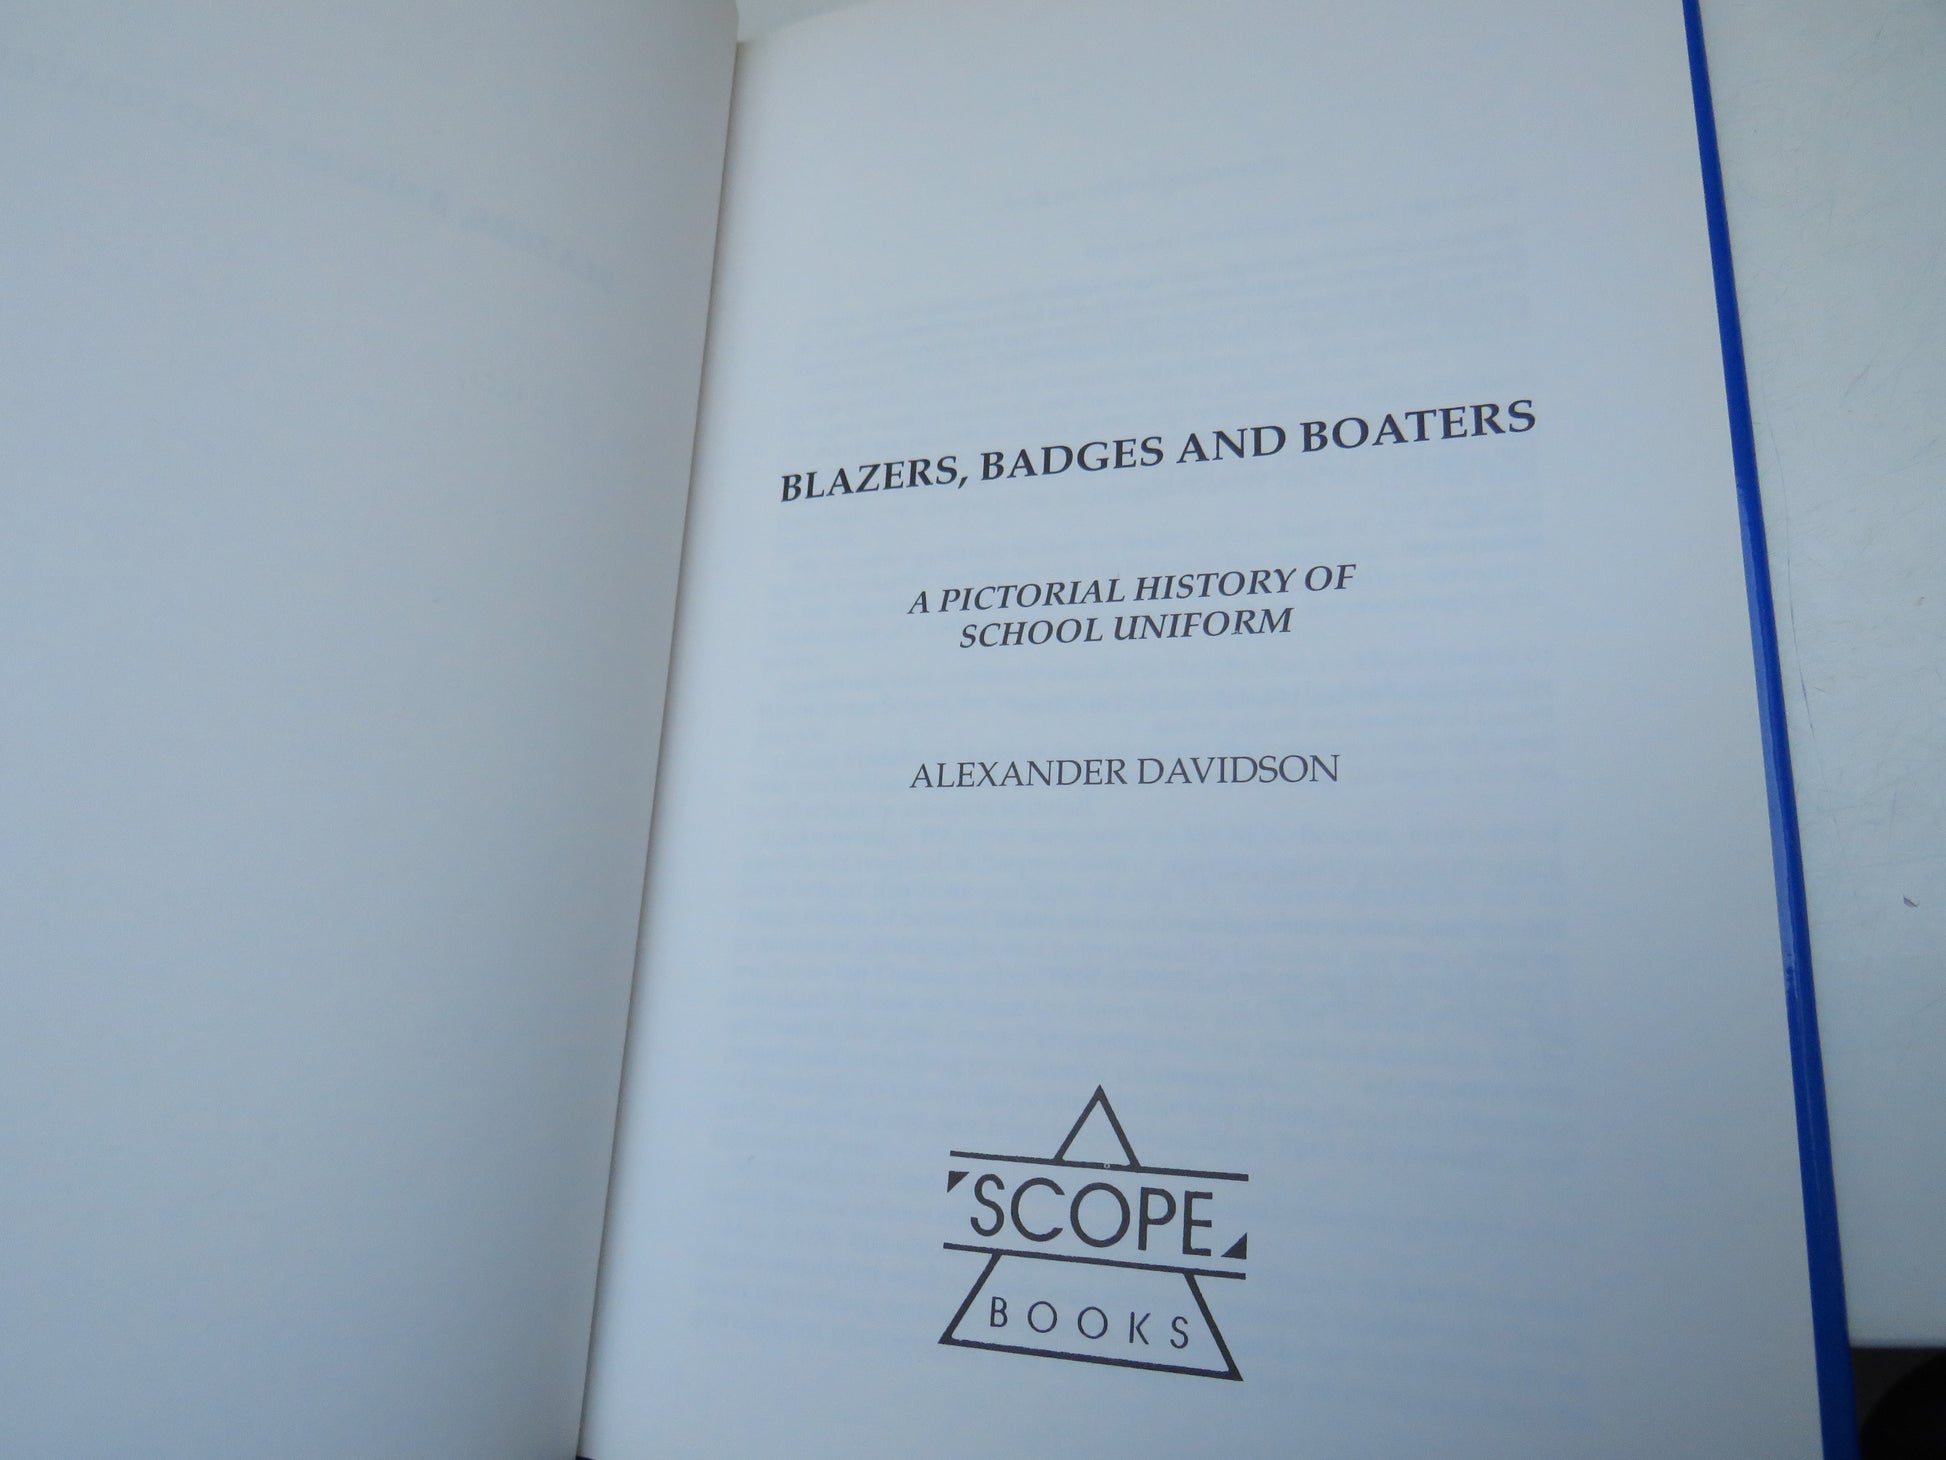 BLAZERS, BADGES AND BOATERS
A PICTORIAL HISTORY OF
SCHOOL UNIFORM
ALEXANDER DAVIDSON
SCOPE
BOOKS